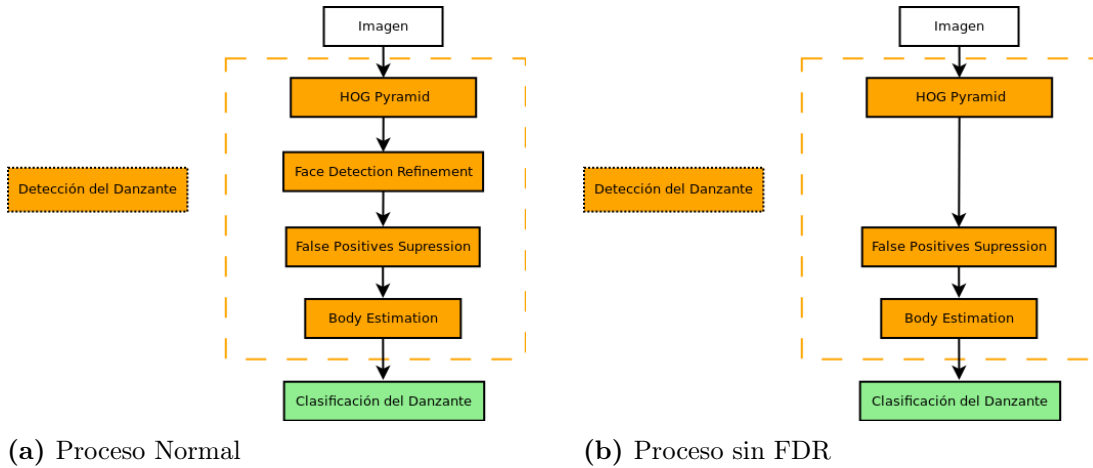 Imagen
HOG Pyramid
Face Detection Refinement
Detección del Danzante
False Positives Supression
Body Estimation
Clasificación del Danzante
(a) Proceso Normal
Imagen
HOG Pyramid
Detección del Danzante
False Positives Supression
Body Estimation
Clasificación del Danzante
(b) Proceso sin FDR